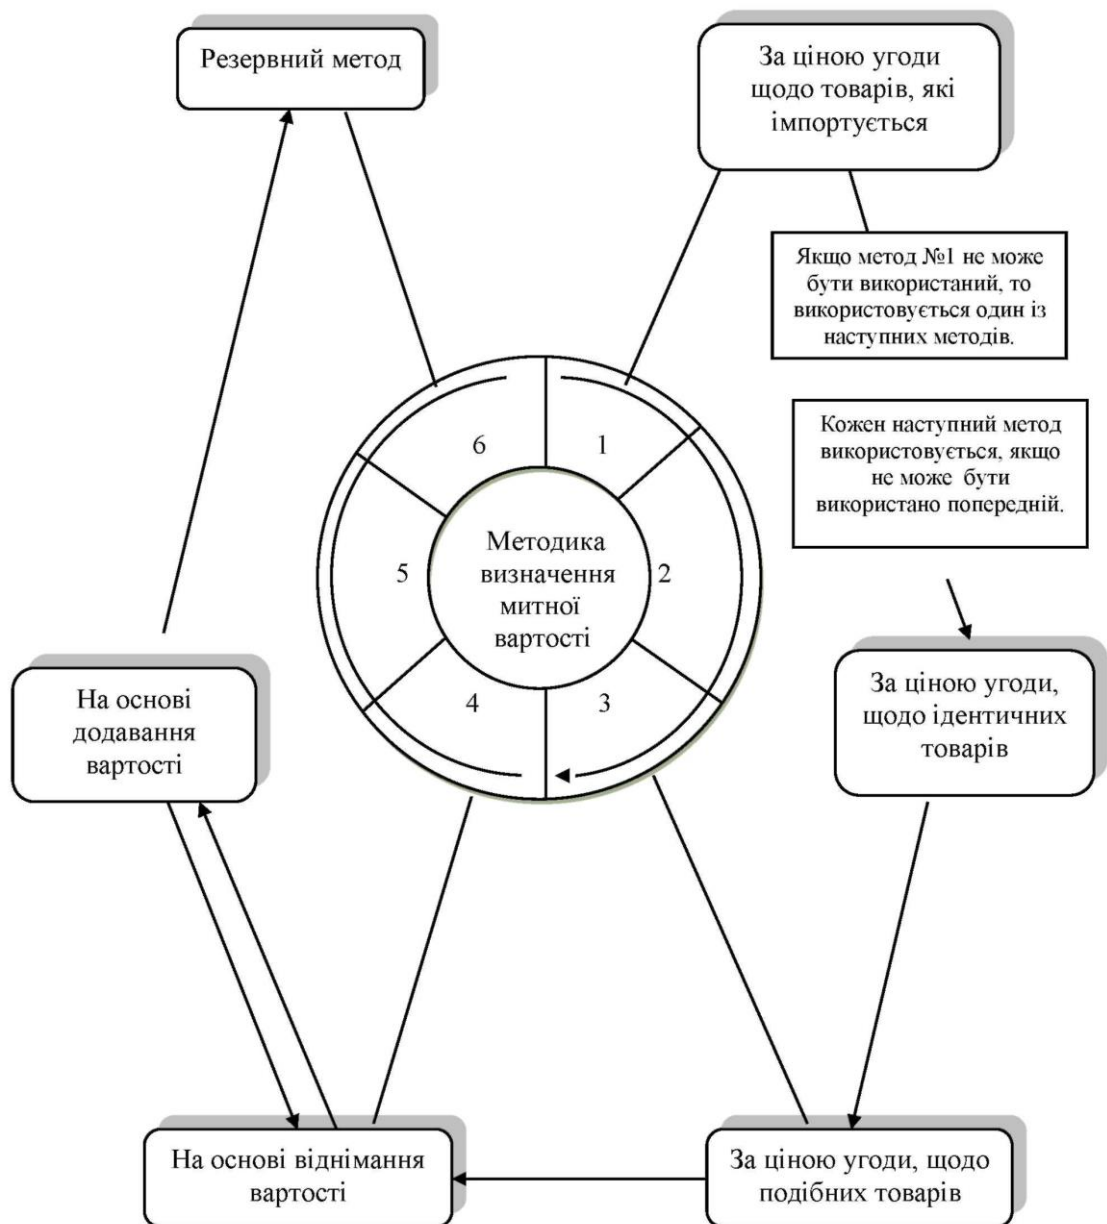 Резервний метод
За ціною угоди
щодо товарів, які
імпортується
Якщо метод №1 не може
бути використаний, то
використовується один із
наступних методів.
Кожен наступний метод
використовується, якщо
не може бути
використано попередній.
6
1
5
2
4
3
Методика
визначення
митної
вартості
На основі
додавання
вартості
За ціною угоди,
щодо ідентичних
товарів
На основі віднімання
вартості
За ціною угоди, щодо
подібних товарів